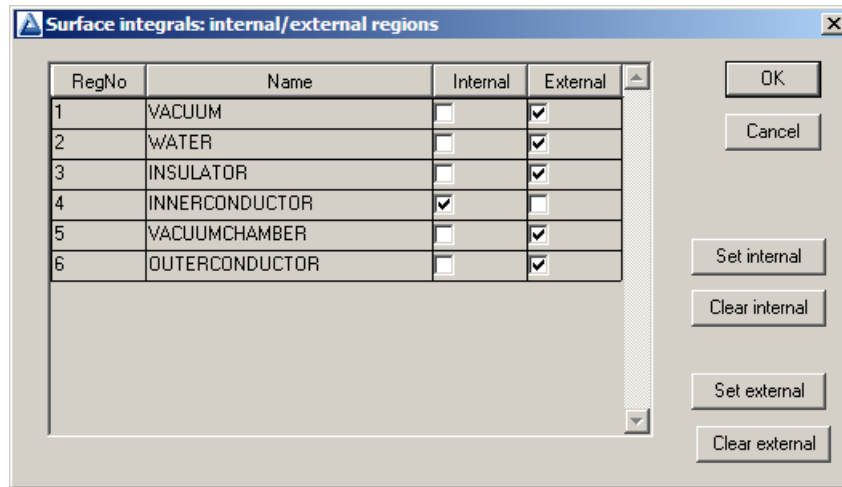 Surface integrals: internal/external regions
RegNo Name Internal External
1 VACUUM
2 WATER
3 INSULATOR
4 INNERCONDUCTOR
5 VACUUMCHAMBER
6 OUTERCONDUCTOR
OK
Cancel
Set internal
Clear internal
Set external
Clear external